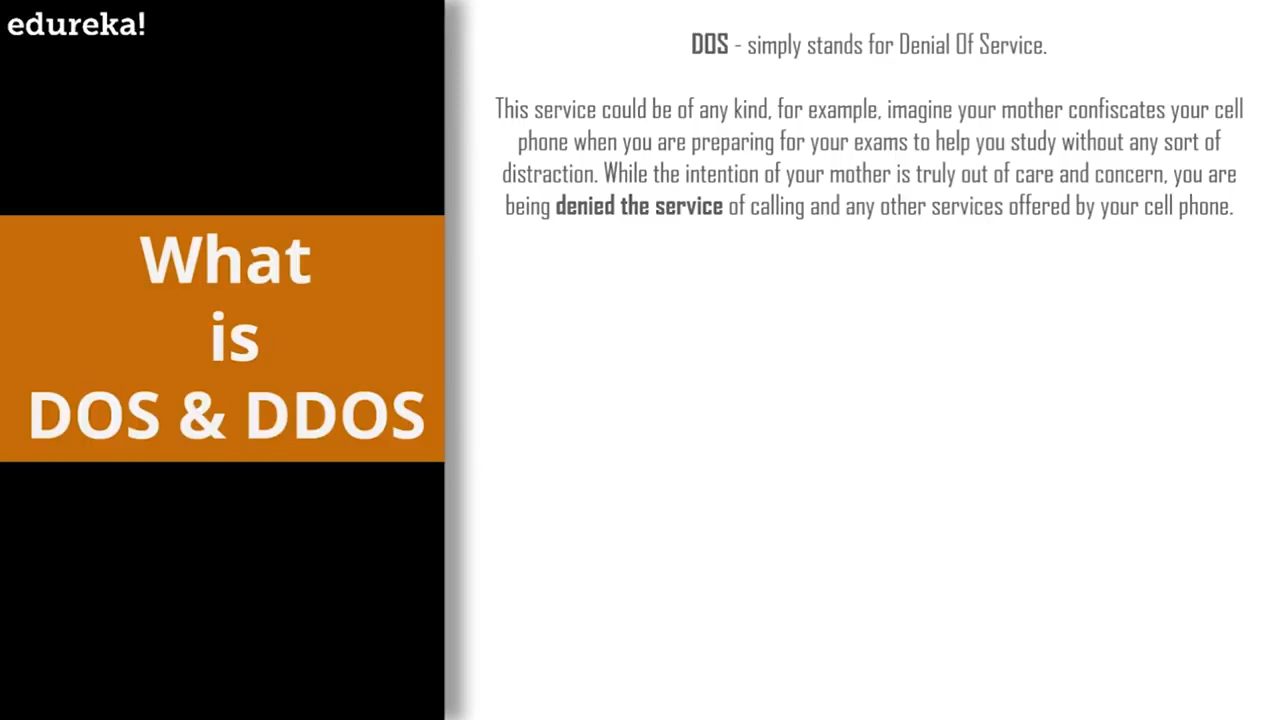 edureka!
What
is
DOS & DDOS
DOS - simply stands for Denial Of Service.
This service could be of any kind, for example, imagine your mother confiscates your cell
phone when you are preparing for your exams to help you study without any sort of
distraction. While the intention of your mother is truly out of care and concern, you are
being denied the service of calling and any other services offered by your cell phone.